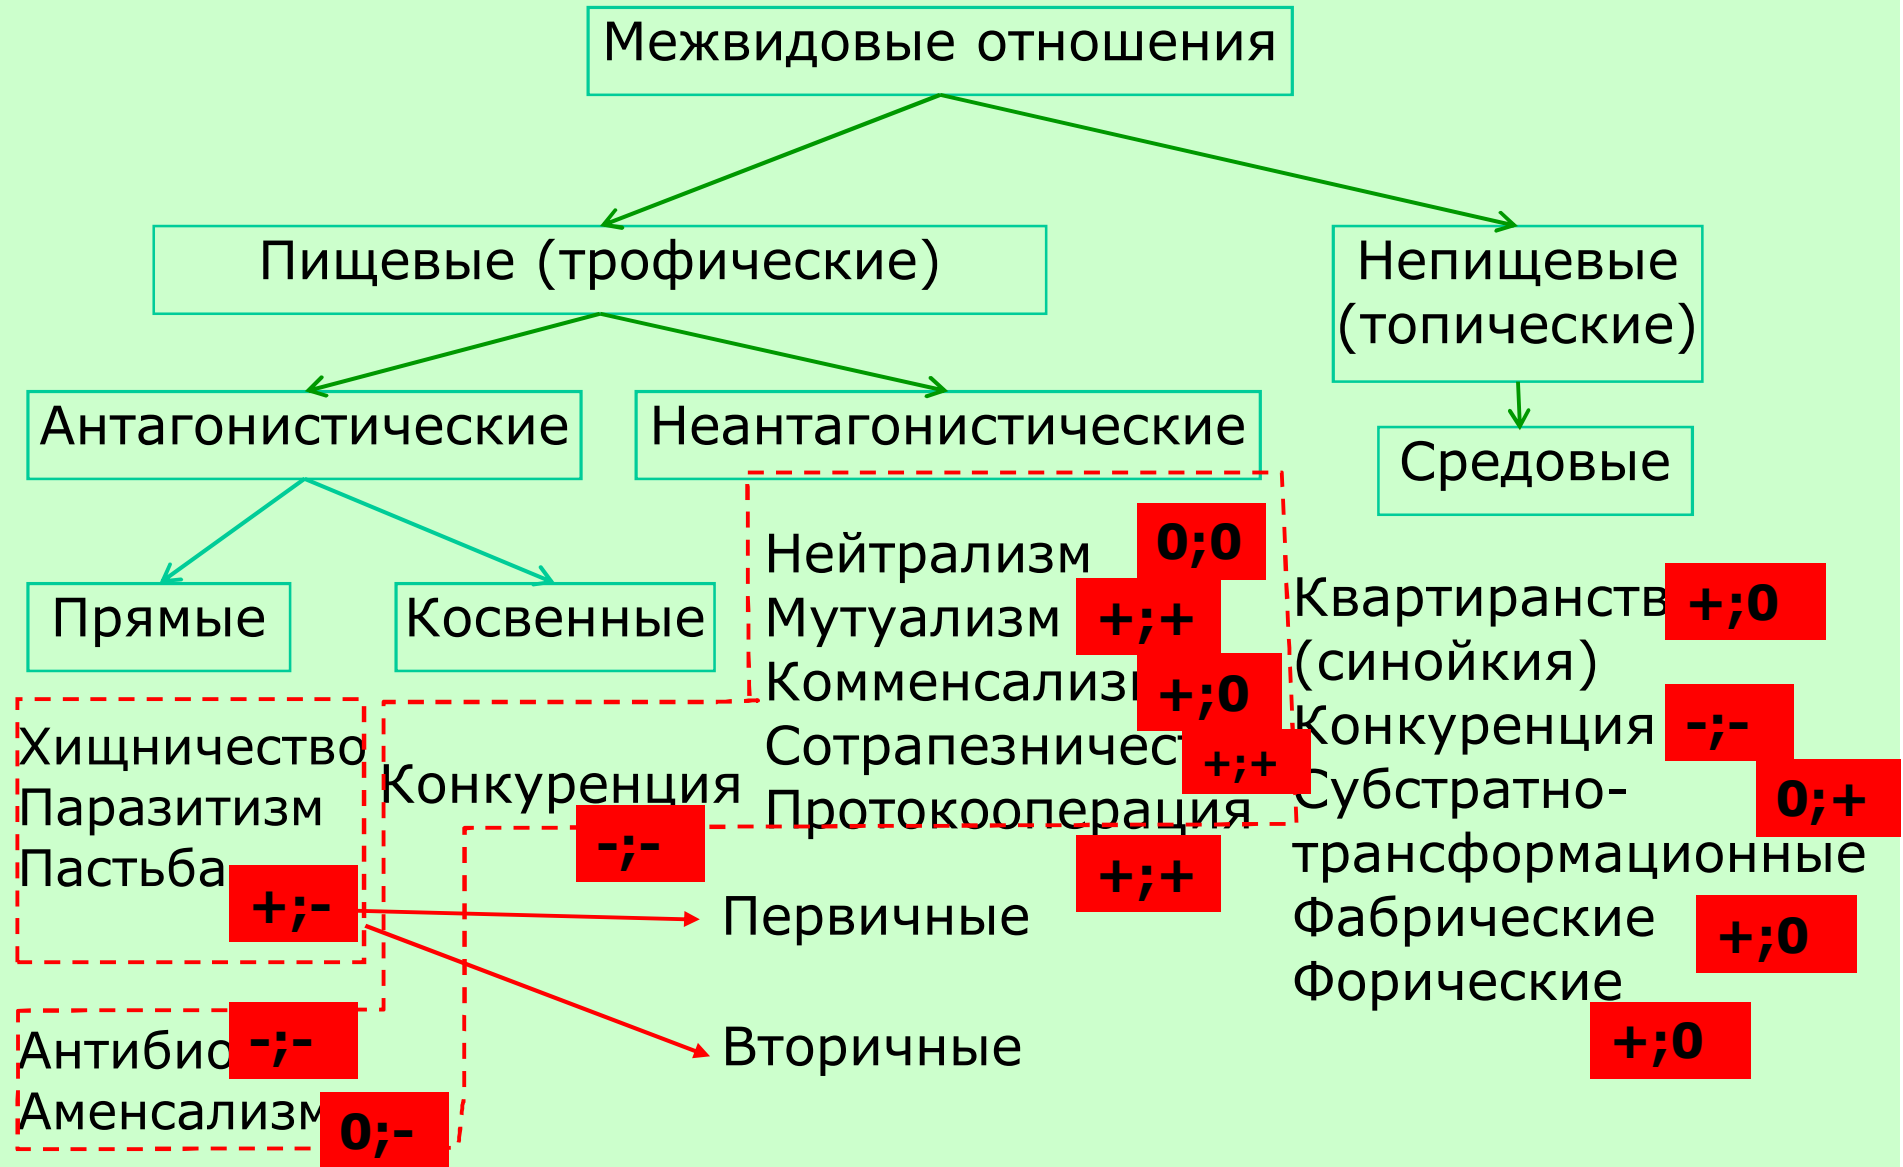 Межвидовые отношения
Пищевые (трофические)
Непищевые
(топические)
Антагонистические
Неантагонистические
Средовые
Прямые
Косвенные
Хищничество
Паразитизм
Пастьба
+;-
Антибио
-;-
Аменсализм
0;-
Конкуренция
-;-
Нейтрализм
0;0
Мутуализм
+;+
Комменсализм
+;0
Сотрапезничест
+;+
Протокооперация
+;+
Первичные
Вторичные
Квартиранств
+;0
(синойкия)
Конкуренция
-;-
Субстратно-
0;+
трансформационные
Фабрические
+;0
Форические
+;0